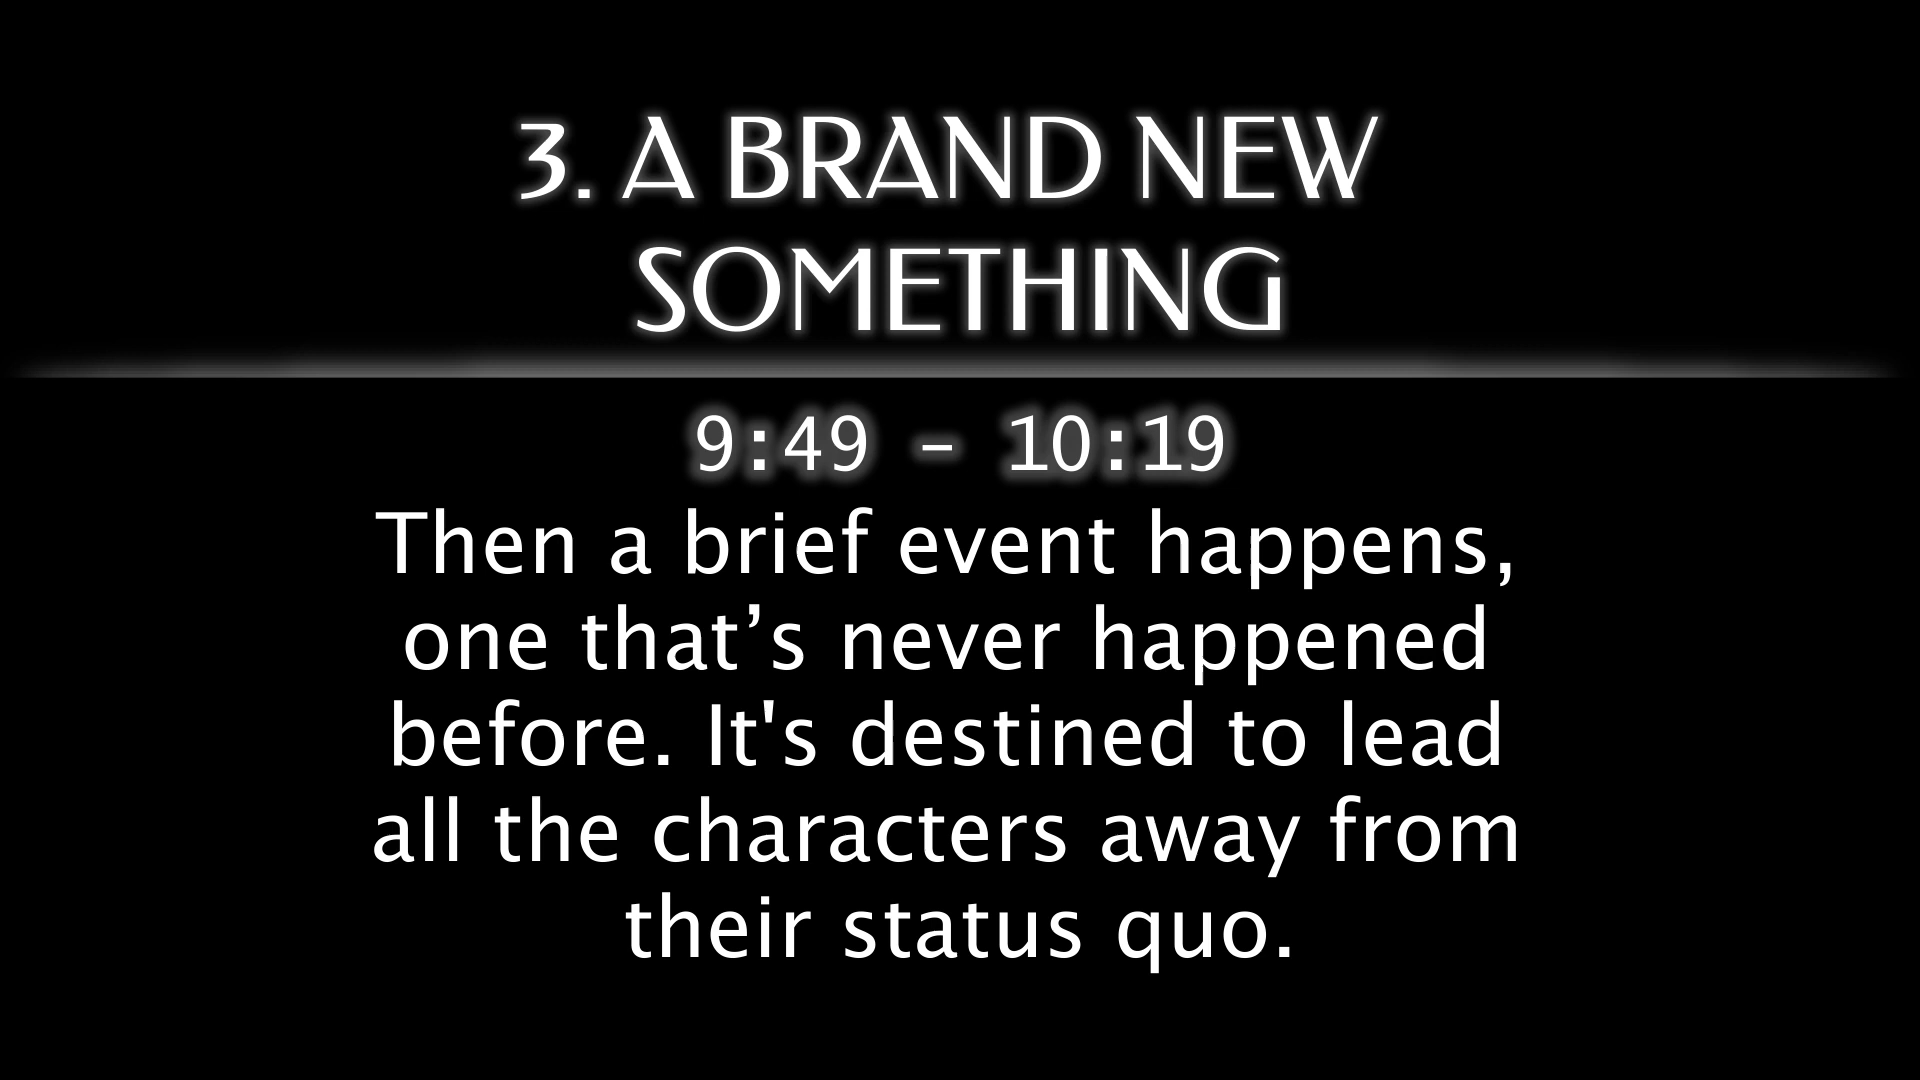 3. A BRAND NEW
SOMETHING
9:49 – 10:19
Then a brief event happens,
one that’s never happened
before. It's destined to lead
all the characters away from
their status quo.